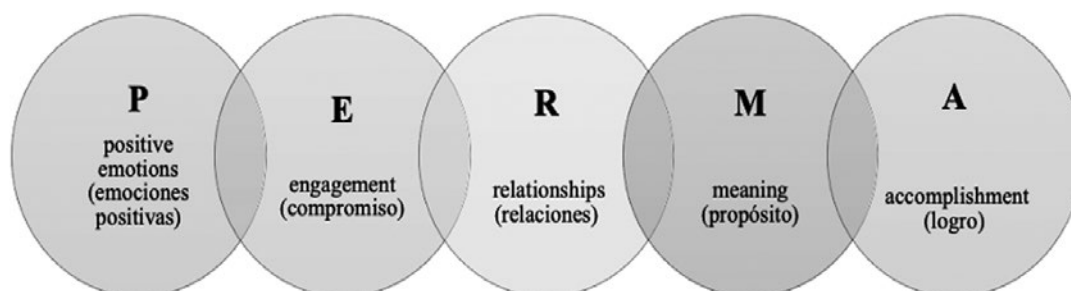 P
positive
emotions
(emociones
positivas)
E
engagement
(compromiso)
R
relationships
(relaciones)
M
meaning
(propósito)
A
accomplishment
(logro)